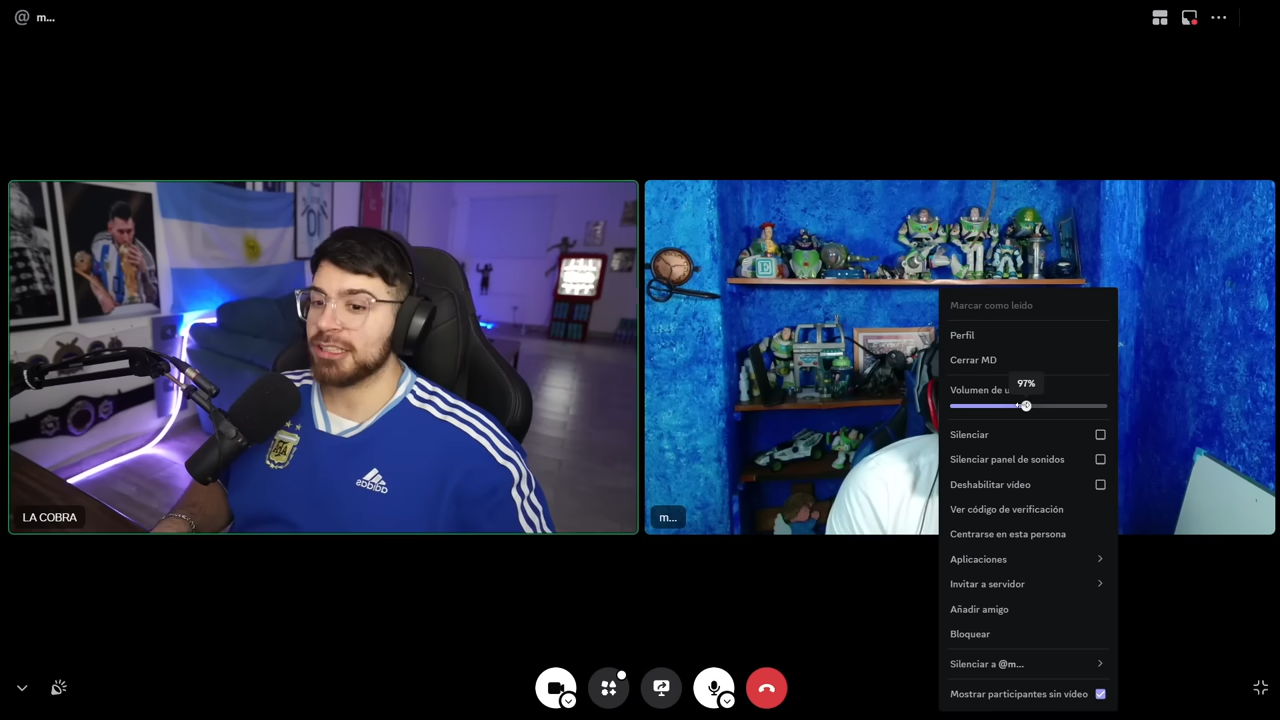 @ m...
E
AFA
adidas
LA COBRA
m...
Marcar como leído
Perfil
Cerrar MD
Volumen de u
97%
Silenciar
Silenciar panel de sonidos
Deshabilitar vídeo
Ver código de verificación
Centrarse en esta persona
Aplicaciones
Invitar a servidor
Añadir amigo
Bloquear
Silenciar a @m...
Mostrar participantes sin vídeo